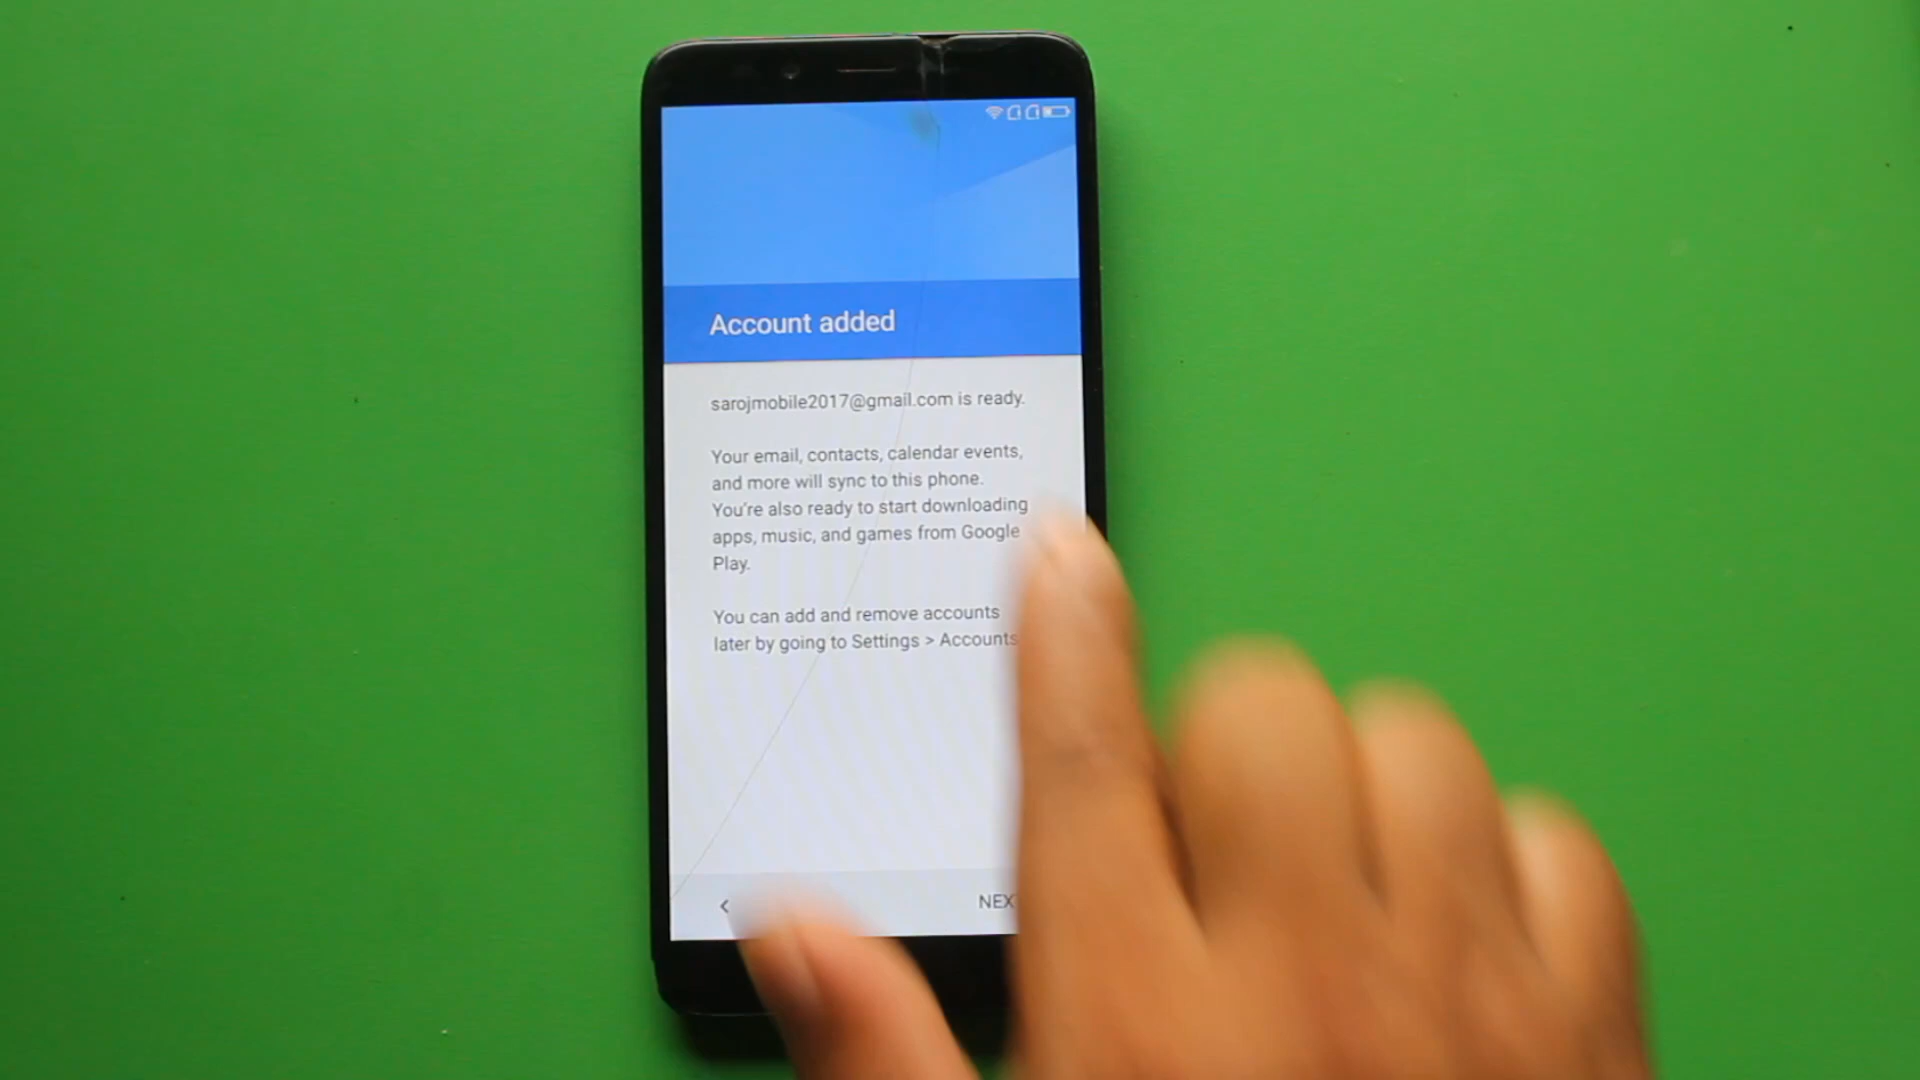 Account added
sarojmobile2017@gmail.com is ready.
Your email, contacts, calendar events,
and more will sync to this phone.
You're also ready to start downloading
apps, music, and games from Google
Play.
You can add and remove accounts
later by going to Settings > Accounts
<
NEX